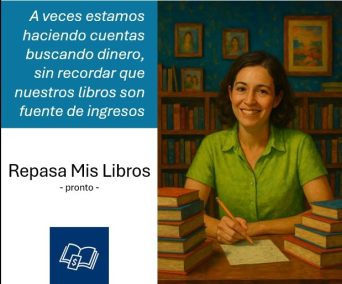 A veces estamos
haciendo cuentas
buscando dinero,
sin recordar que
nuestros libros son
fuente de ingresos
Repasa Mis Libros
- pronto -
$